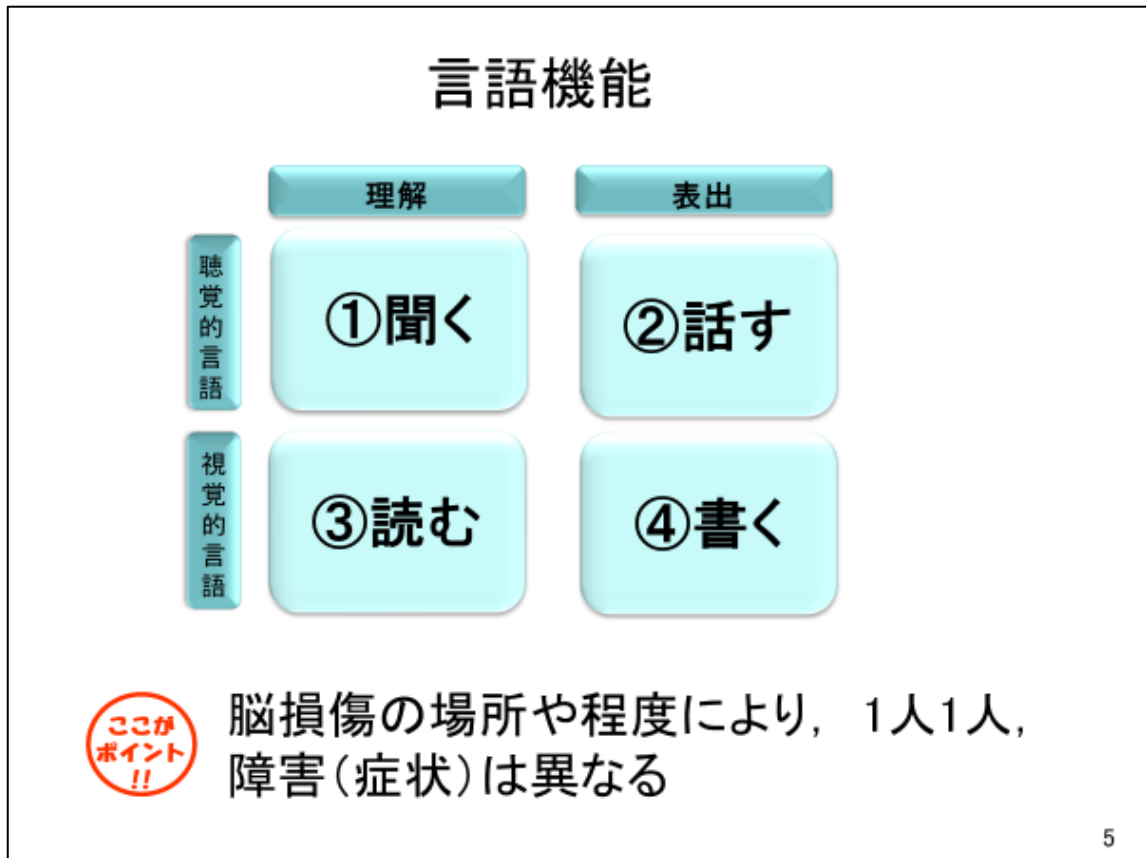 言語機能
理解
表出
聴覚的言語
①聞く
②話す
視覚的言語
③読む
④書く
ここが
ポイント
!!
脳損傷の場所や程度により， 1人1人，
障害（症状）は異なる
5